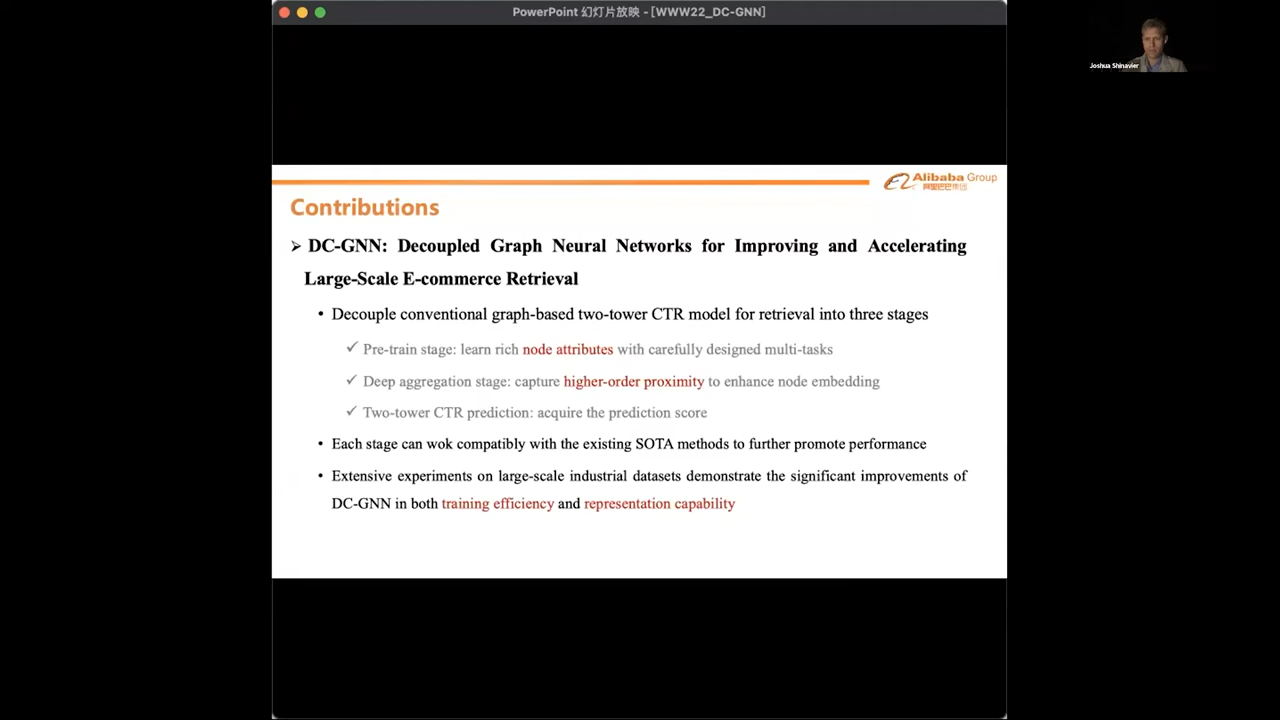 PowerPoint 幻灯片放映 - [WWW22_DC-GNN]
Joshua Shinavier
Alibaba Group
阿里巴巴集团
Contributions
➢ DC-GNN: Decoupled Graph Neural Networks for Improving and Accelerating
Large-Scale E-commerce Retrieval
• Decouple conventional graph-based two-tower CTR model for retrieval into three stages
✓ Pre-train stage: learn rich node attributes with carefully designed multi-tasks
✓ Deep aggregation stage: capture higher-order proximity to enhance node embedding
✓ Two-tower CTR prediction: acquire the prediction score
• Each stage can wok compatibly with the existing SOTA methods to further promote performance
• Extensive experiments on large-scale industrial datasets demonstrate the significant improvements of
DC-GNN in both training efficiency and representation capability